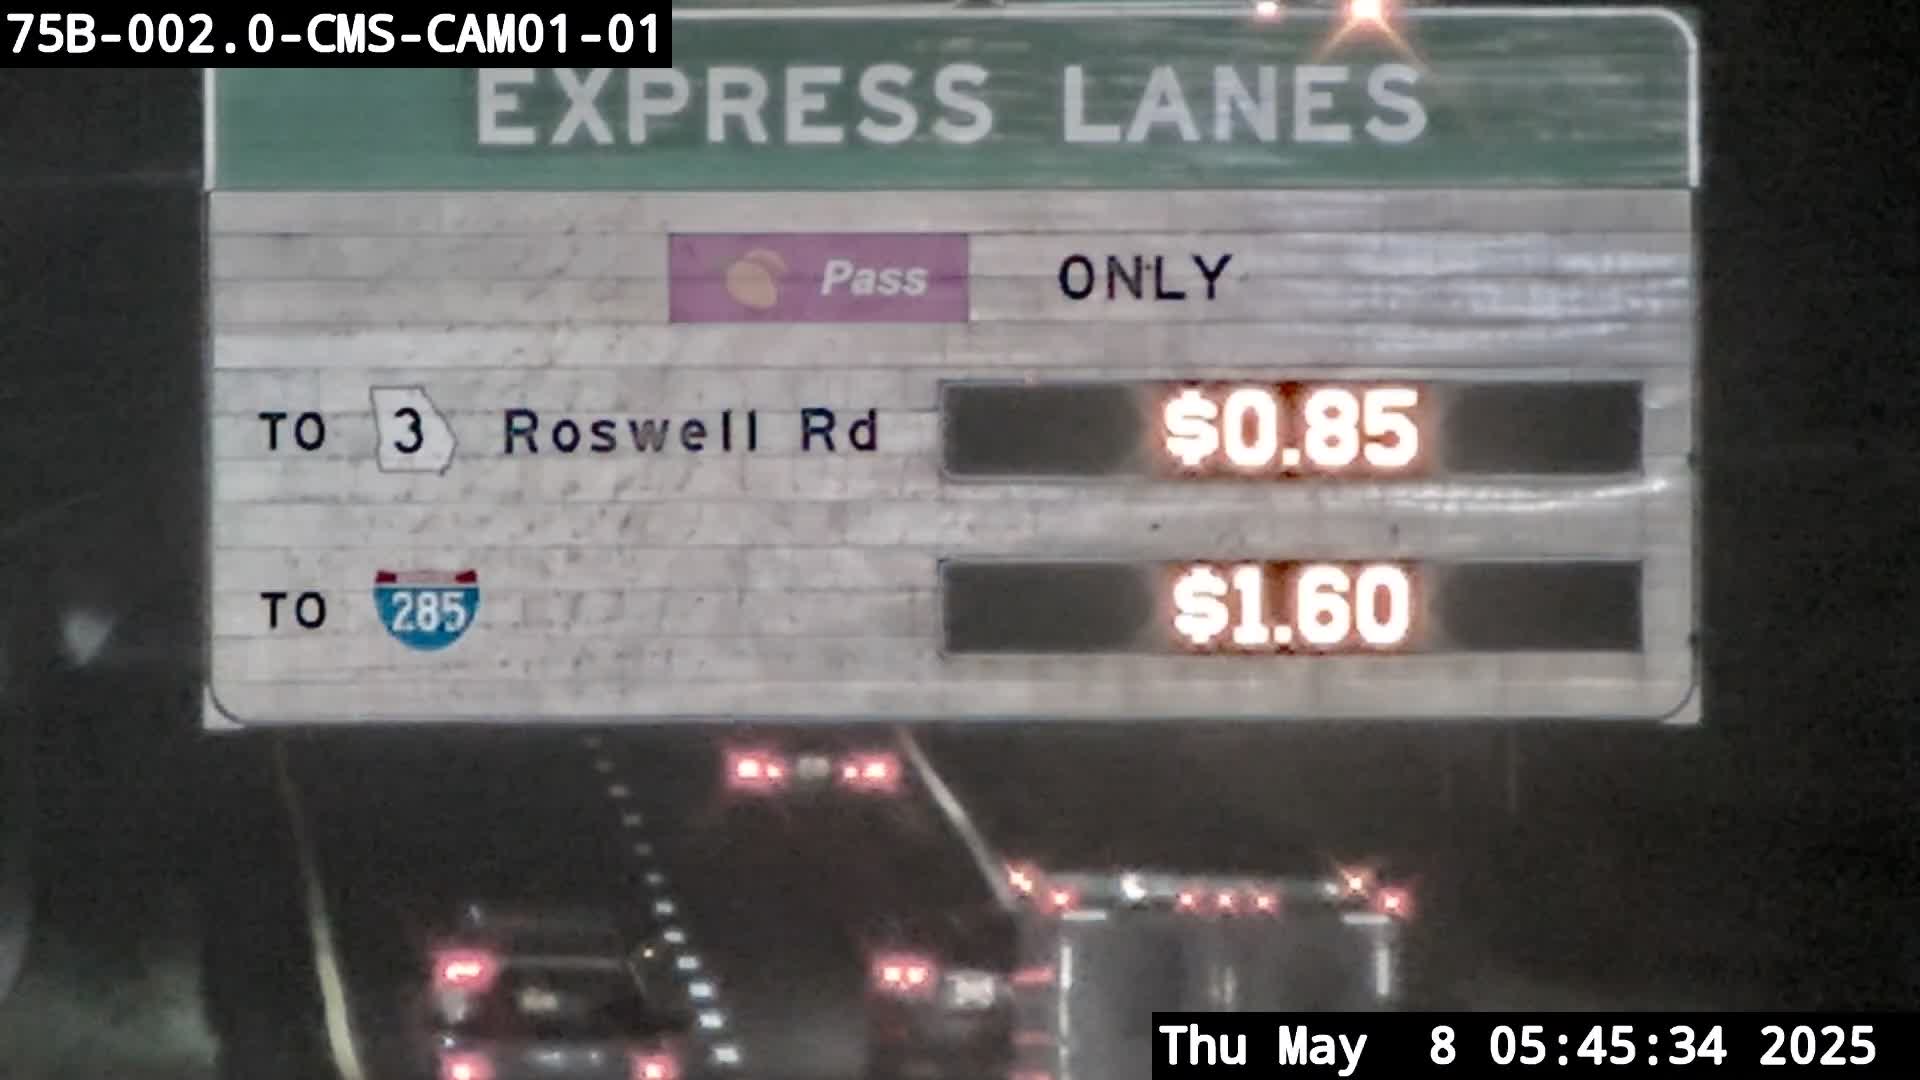 75B-002.0-CMS-CAM01-01
EXPRESS LANES
Pass ONLY
TO 3 Roswell Rd $0.85
TO 285 $1.60
Thu May 8 05:45:34 2025